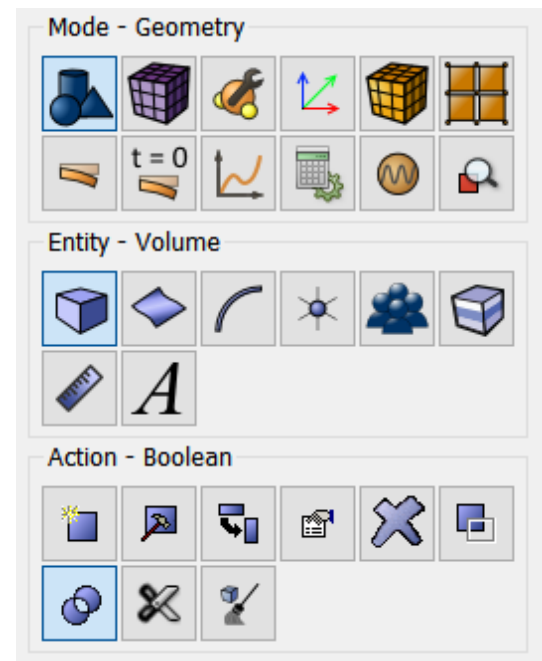 Mode - Geometry
t = 0
Entity - Volume
A
Action - Boolean